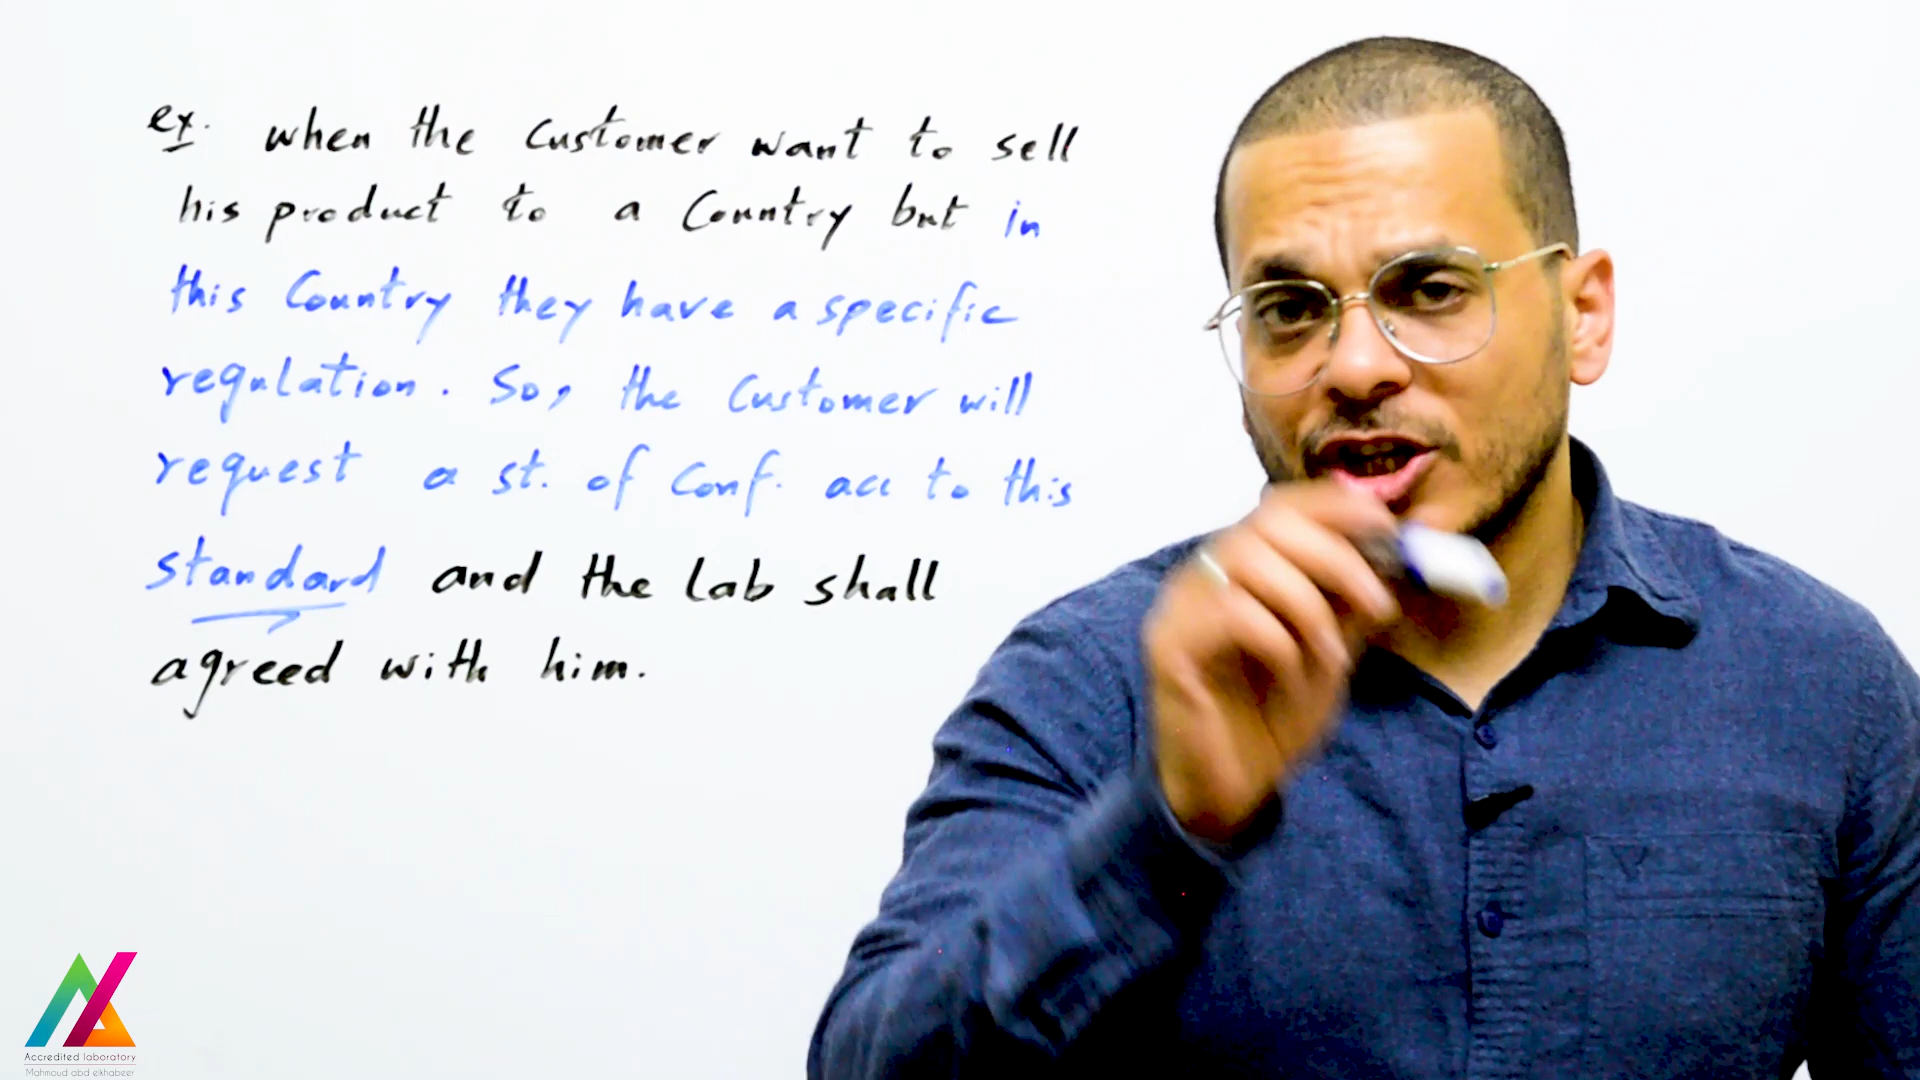 ex. when the Customer want to sell
his product to a Country but in
this Country they have a specific
regulation. So, the Customer will
request a st. of Conf. acc to this
standard and the Lab shall
agreed with him.
Accredited laboratory
Mahmoud abd elkhabeer